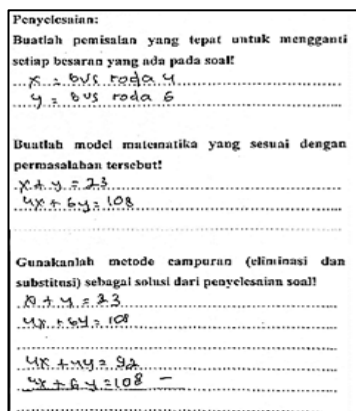 Penyelesaian:
Buatlah pemisalan yang tepat untuk mengganti
setiap besaran yang ada pada soal!
x = bus roda 4
y = bus roda 6
Buatlah model matematika yang sesuai dengan
permasalahan tersebut!
x + y = 23
4x + 6y = 108
Gunakanlah metode campuran (eliminasi dan
substitusi) sebagai solusi dari penyelesaian soal!
x + y = 23
4x + 6y = 108
4x + 4y = 92
4x + 6y = 108 −